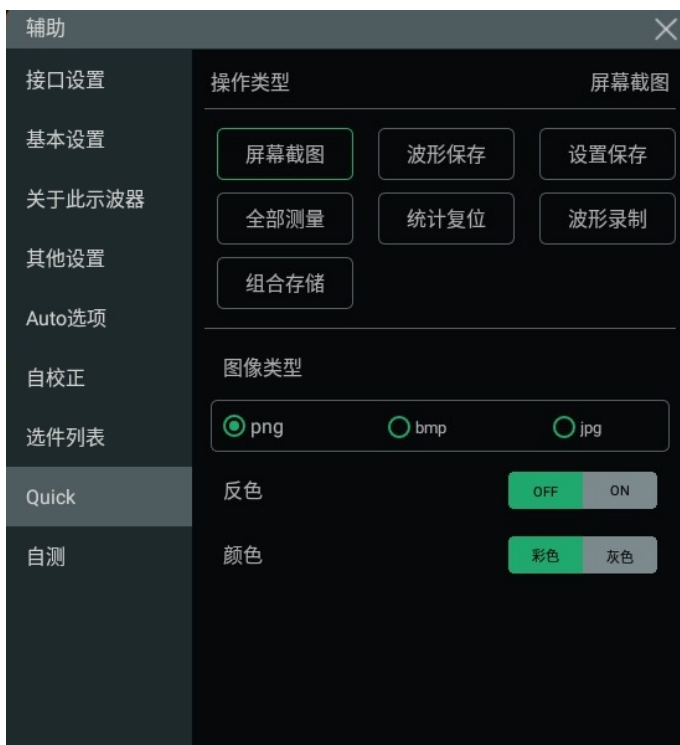 辅助
接口设置
基本设置
关于此示波器
其他设置
Auto选项
自校正
选件列表
Quick
自测
操作类型 屏幕截图
屏幕截图 波形保存 设置保存
全部测量 统计复位 波形录制
组合存储
图像类型
png bmp jpg
反色 OFF ON
颜色 彩色 灰色